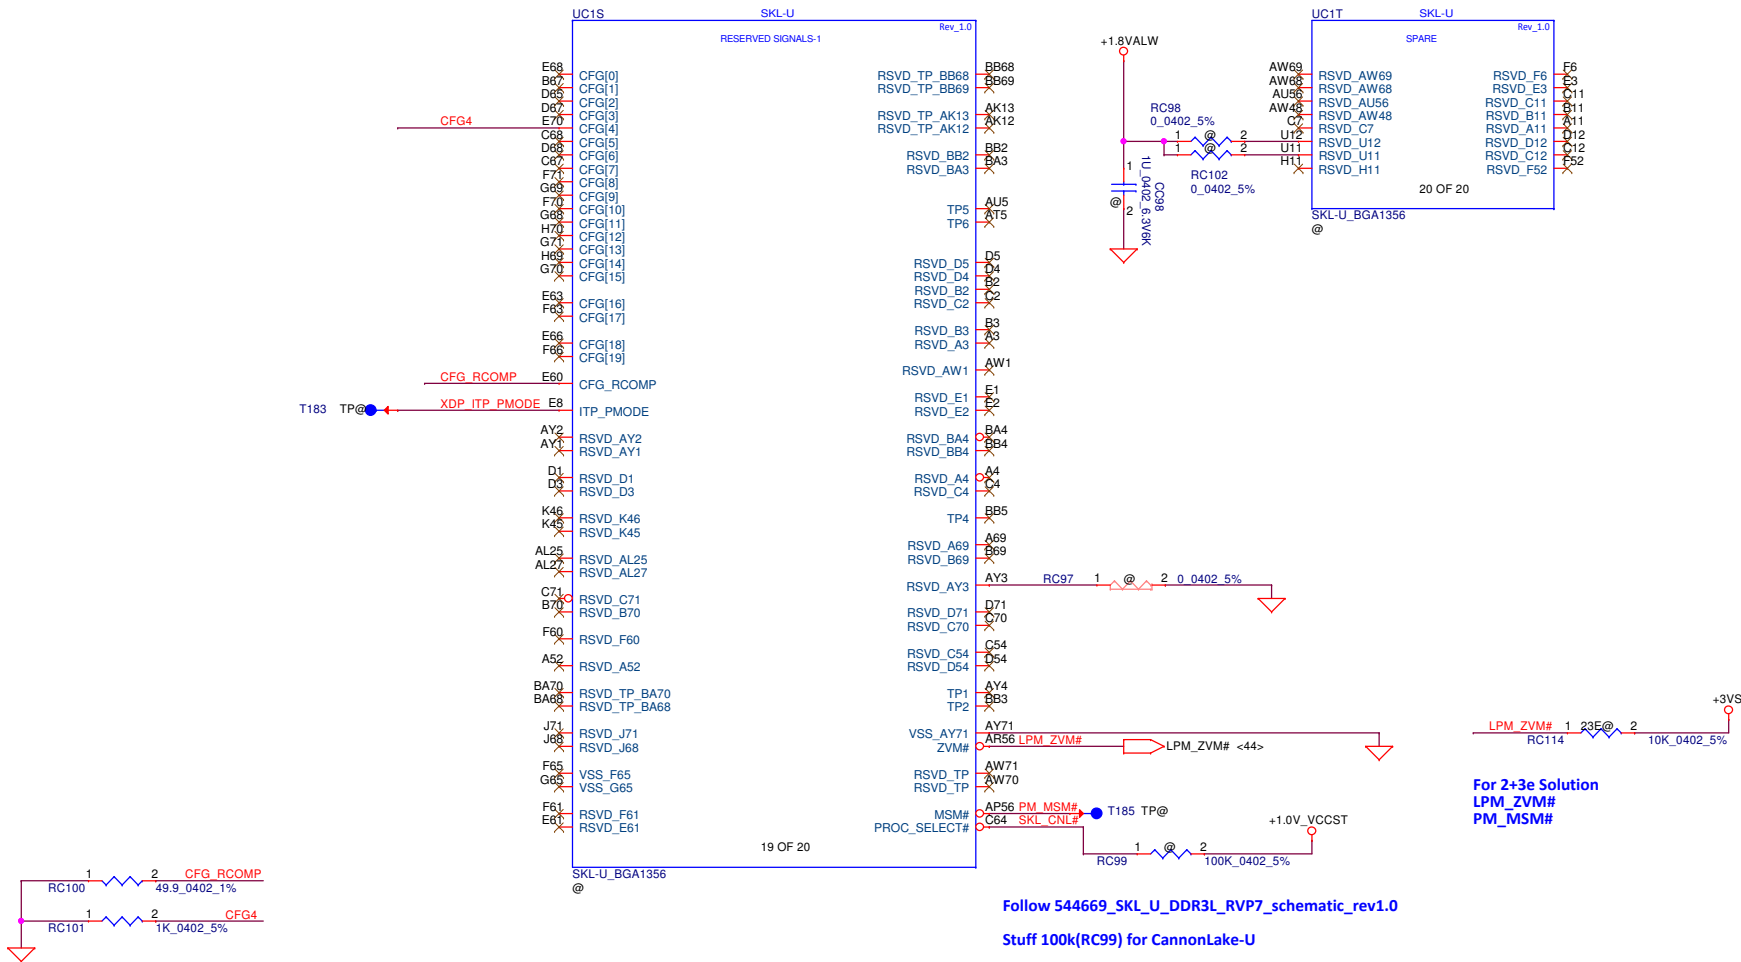 UC1S
SKL-U
Rev_1.0
RESERVED SIGNALS-1
E68 CFG[0]
B67 CFG[1]
D65 CFG[2]
D67 CFG[3]
CFG4 E70 CFG[4]
C68 CFG[5]
D68 CFG[6]
C67 CFG[7]
F71 CFG[8]
G69 CFG[9]
F70 CFG[10]
G68 CFG[11]
H70 CFG[12]
G71 CFG[13]
H69 CFG[14]
G70 CFG[15]
E63 CFG[16]
F63 CFG[17]
E66 CFG[18]
F66 CFG[19]
CFG_RCOMP E60 CFG_RCOMP
T183 TP@ XDP_ITP_PMODE E8 ITP_PMODE
AY2 RSVD_AY2
AY1 RSVD_AY1
D1 RSVD_D1
D3 RSVD_D3
K46 RSVD_K46
K45 RSVD_K45
AL25 RSVD_AL25
AL27 RSVD_AL27
C71 RSVD_C71
B70 RSVD_B70
F60 RSVD_F60
A52 RSVD_A52
BA70 RSVD_TP_BA70
BA68 RSVD_TP_BA68
J71 RSVD_J71
J68 RSVD_J68
F65 VSS_F65
G65 VSS_G65
F61 RSVD_F61
E61 RSVD_E61
RSVD_TP_BB68 BB68
RSVD_TP_BB69 BB69
RSVD_TP_AK13 AK13
RSVD_TP_AK12 AK12
RSVD_BB2 BB2
RSVD_BA3 BA3
TP5 AU5
TP6 AT5
RSVD_D5 D5
RSVD_D4 D4
RSVD_B2 B2
RSVD_C2 C2
RSVD_B3 B3
RSVD_A3 A3
RSVD_AW1 AW1
RSVD_E1 E1
RSVD_E2 E2
RSVD_BA4 BA4
RSVD_BB4 BB4
RSVD_A4 A4
RSVD_C4 C4
TP4 BB5
RSVD_A69 A69
RSVD_B69 B69
RSVD_AY3 AY3 RC97 1 @ 2 0_0402_5%
RSVD_D71 D71
RSVD_C70 C70
RSVD_C54 C54
RSVD_D54 D54
TP1 AY4
TP2 BB3
VSS_AY71 AY71
ZVM# AR56 LPM_ZVM# LPM_ZVM# <44>
RSVD_TP AW71
RSVD_TP AW70
MSM# AP56 PM_MSM# T185 TP@
PROC_SELECT# C64 SKL_CNL#
+1.0V_VCCST
RC99 1 @ 2 100K_0402_5%
19 OF 20
SKL-U_BGA1356
@
+1.8VALW
RC98
0_0402_5%
1 @ 2
1 @ 2
RC102
0_0402_5%
1
@
2
CC98
1U_0402_6.3V6K
UC1T
SKL-U
Rev_1.0
SPARE
AW69 RSVD_AW69
AW68 RSVD_AW68
AU56 RSVD_AU56
AW48 RSVD_AW48
C7 RSVD_C7
U12 RSVD_U12
U11 RSVD_U11
H11 RSVD_H11
RSVD_F6 F6
RSVD_E3 E3
RSVD_C11 C11
RSVD_B11 B11
RSVD_A11 A11
RSVD_D12 D12
RSVD_C12 C12
RSVD_F52 F52
20 OF 20
SKL-U_BGA1356
@
+3VS
LPM_ZVM# 1 23E@ 2
RC114 10K_0402_5%
For 2+3e Solution
LPM_ZVM#
PM_MSM#
1 2 CFG_RCOMP
RC100 49.9_0402_1%
1 2 CFG4
RC101 1K_0402_5%
Follow 544669_SKL_U_DDR3L_RVP7_schematic_rev1.0
Stuff 100k(RC99) for CannonLake-U